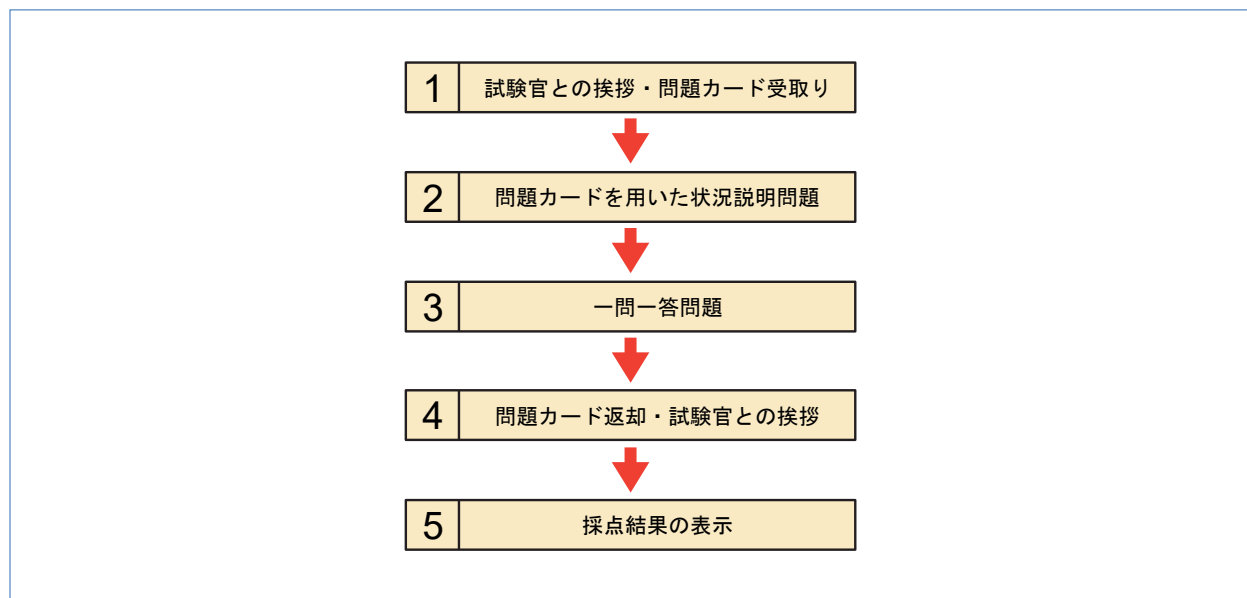 1 試験官との挨拶・問題カード受取り
2 問題カードを用いた状況説明問題
3 一問一答問題
4 問題カード返却・試験官との挨拶
5 採点結果の表示